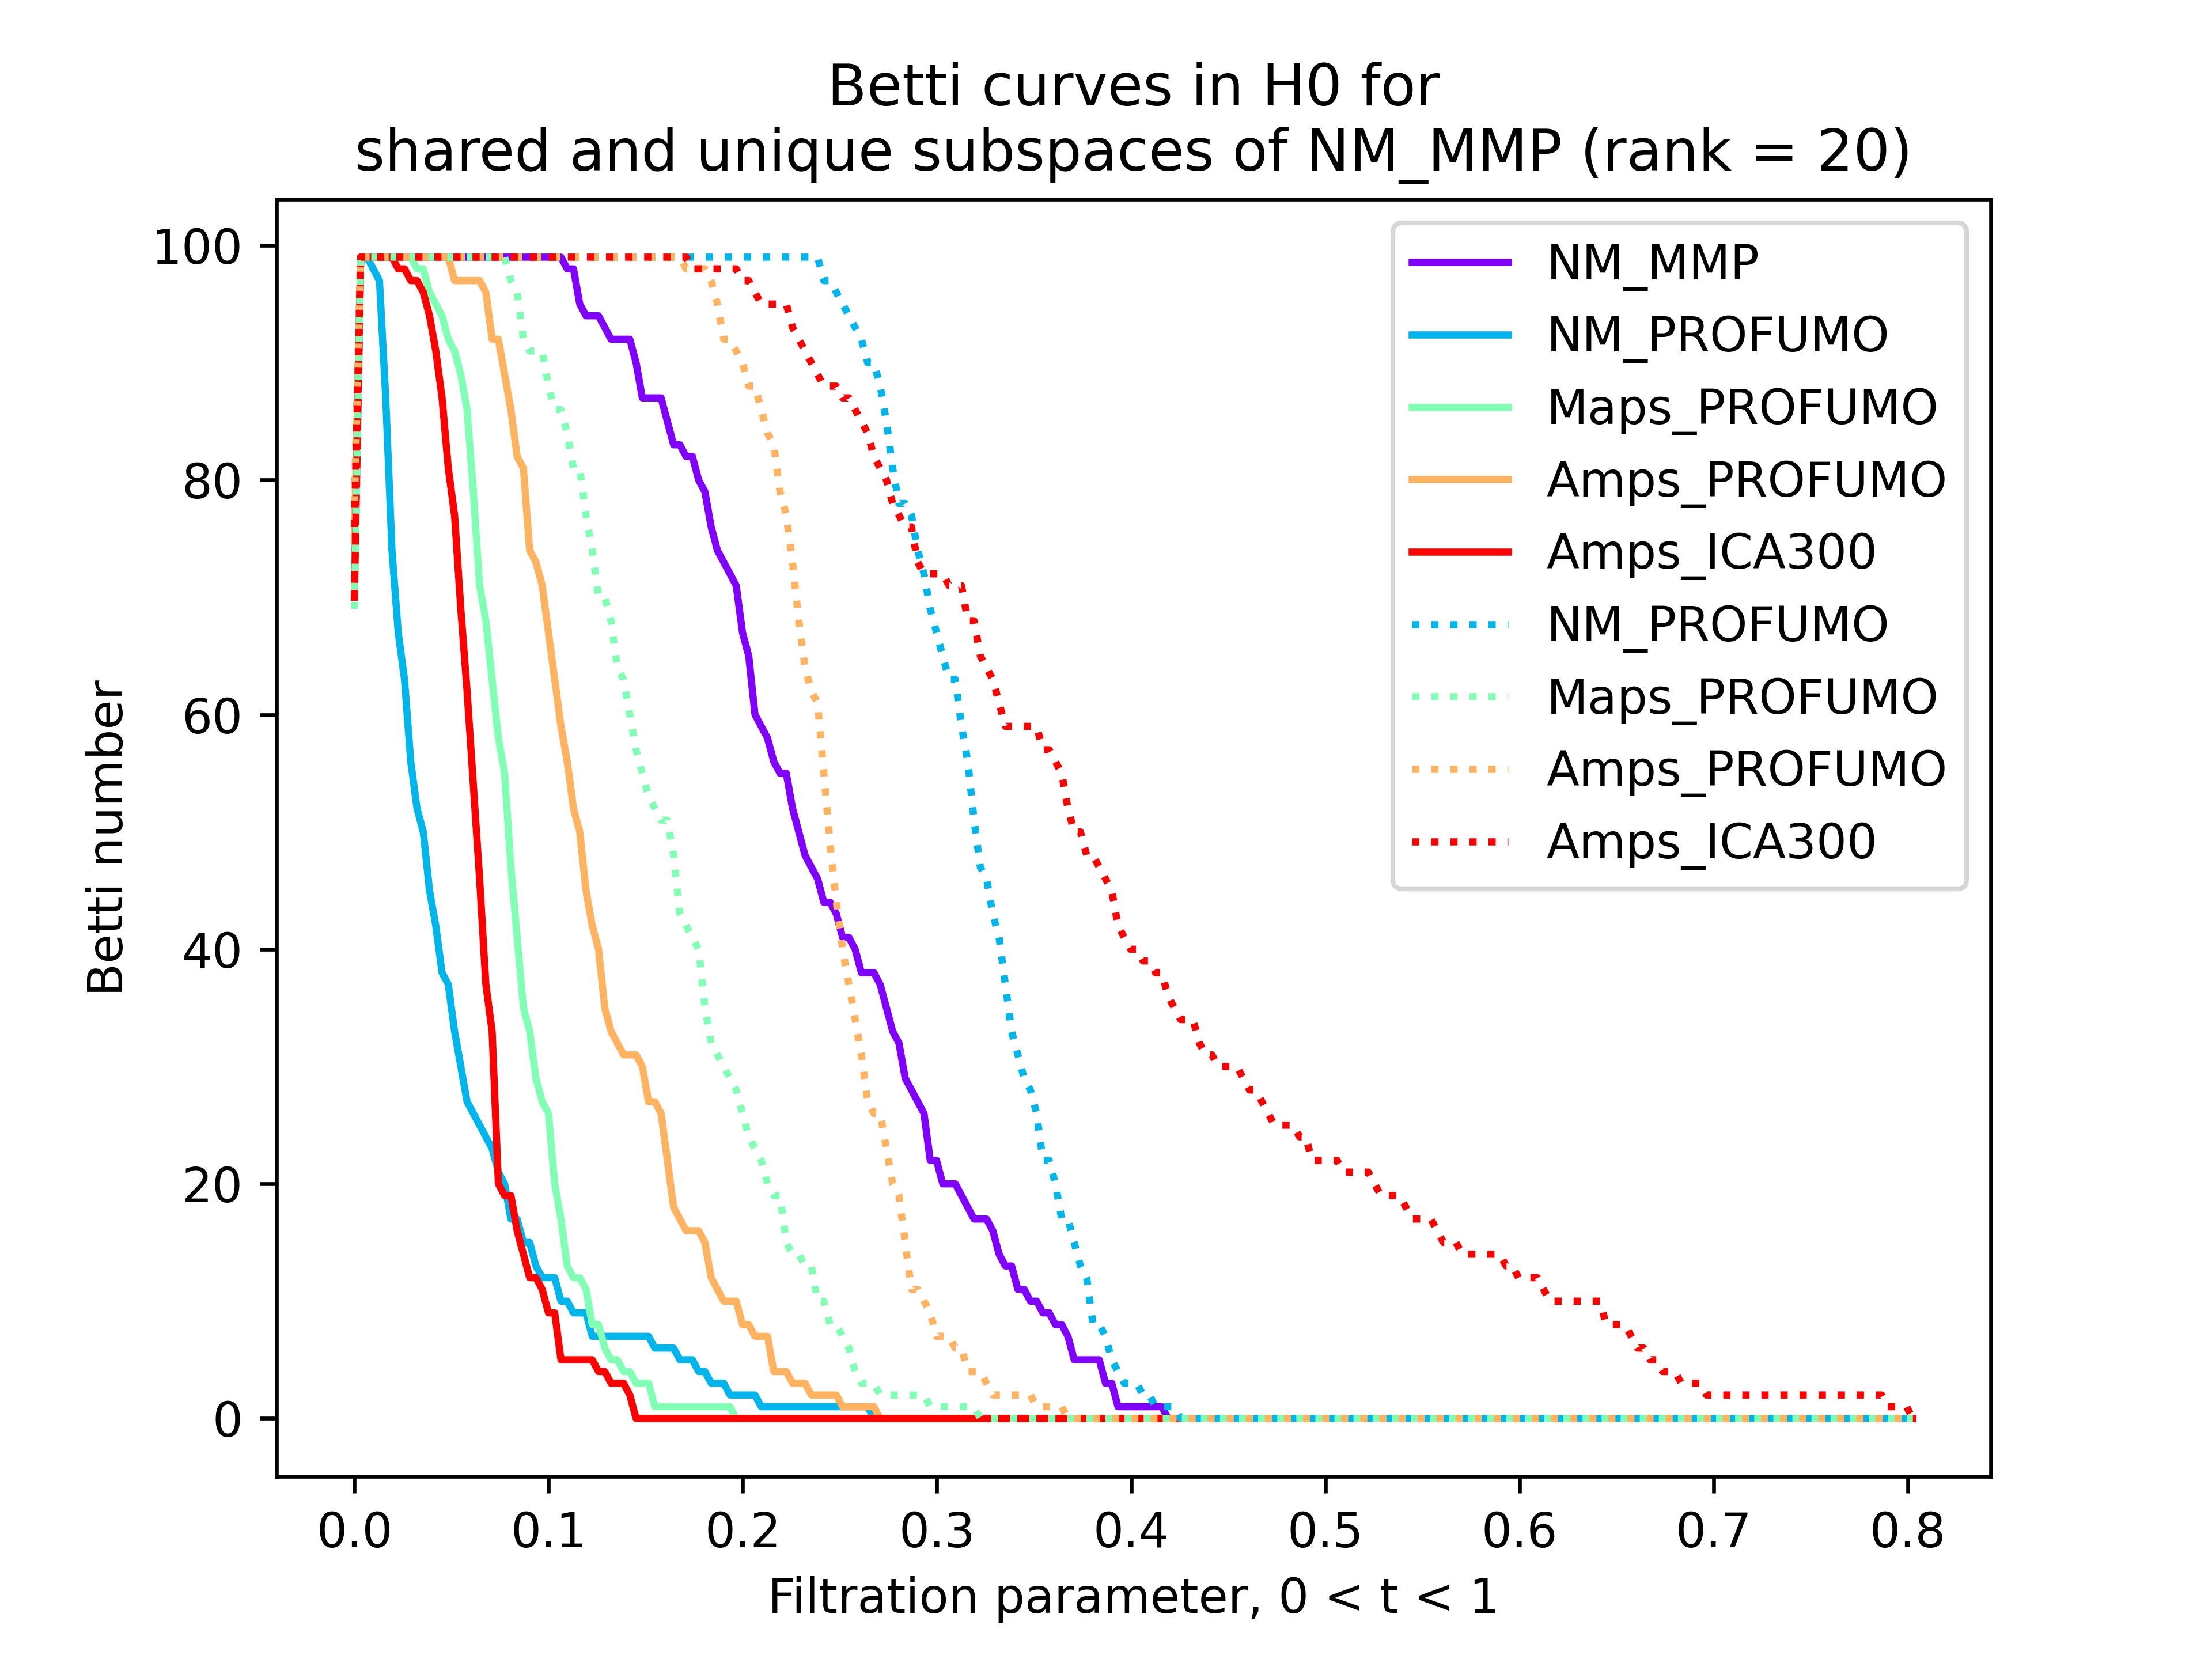 Betti curves in H0 for
shared and unique subspaces of NM_MMP (rank = 20)
100
80
60
40
20
0
Betti number
NM_MMP
NM_PROFUMO
Maps_PROFUMO
Amps_PROFUMO
Amps_ICA300
NM_PROFUMO
Maps_PROFUMO
Amps_PROFUMO
Amps_ICA300
0.0 0.1 0.2 0.3 0.4 0.5 0.6 0.7 0.8
Filtration parameter, 0 < t < 1